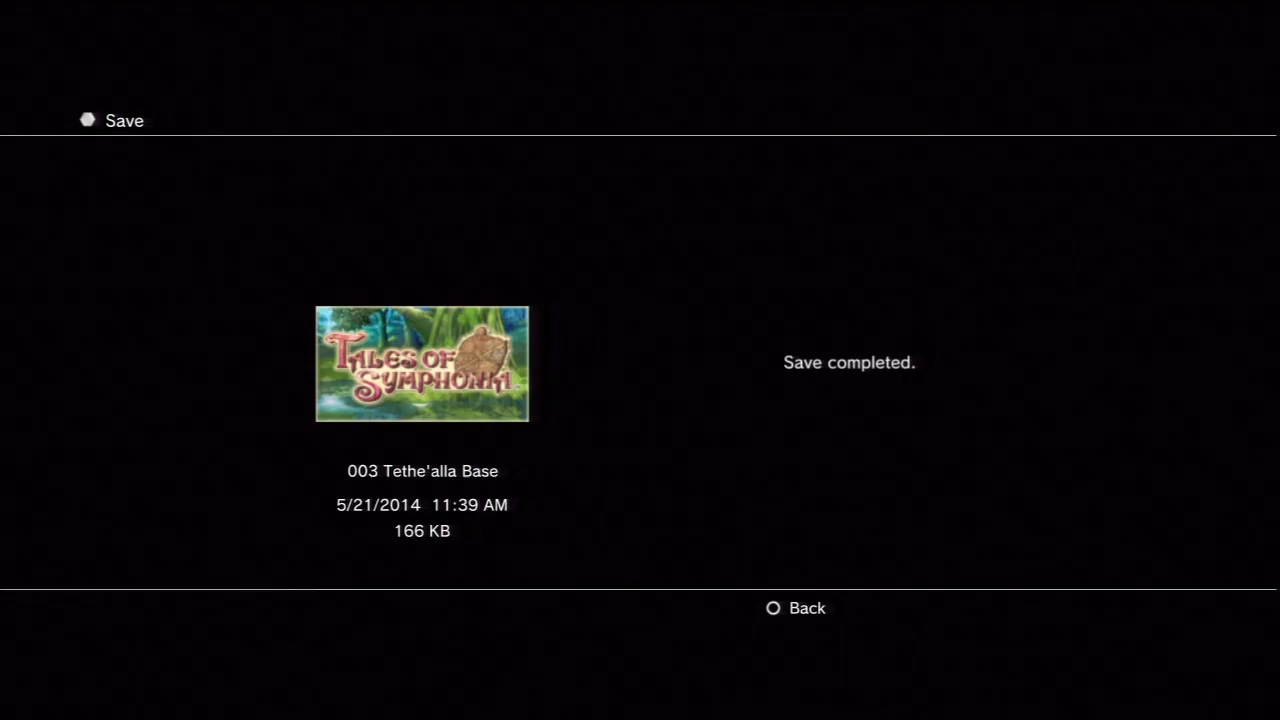 Save
TALES OF
SYMPHONIA
Save completed.
003 Tethe'alla Base
5/21/2014 11:39 AM
166 KB
Back